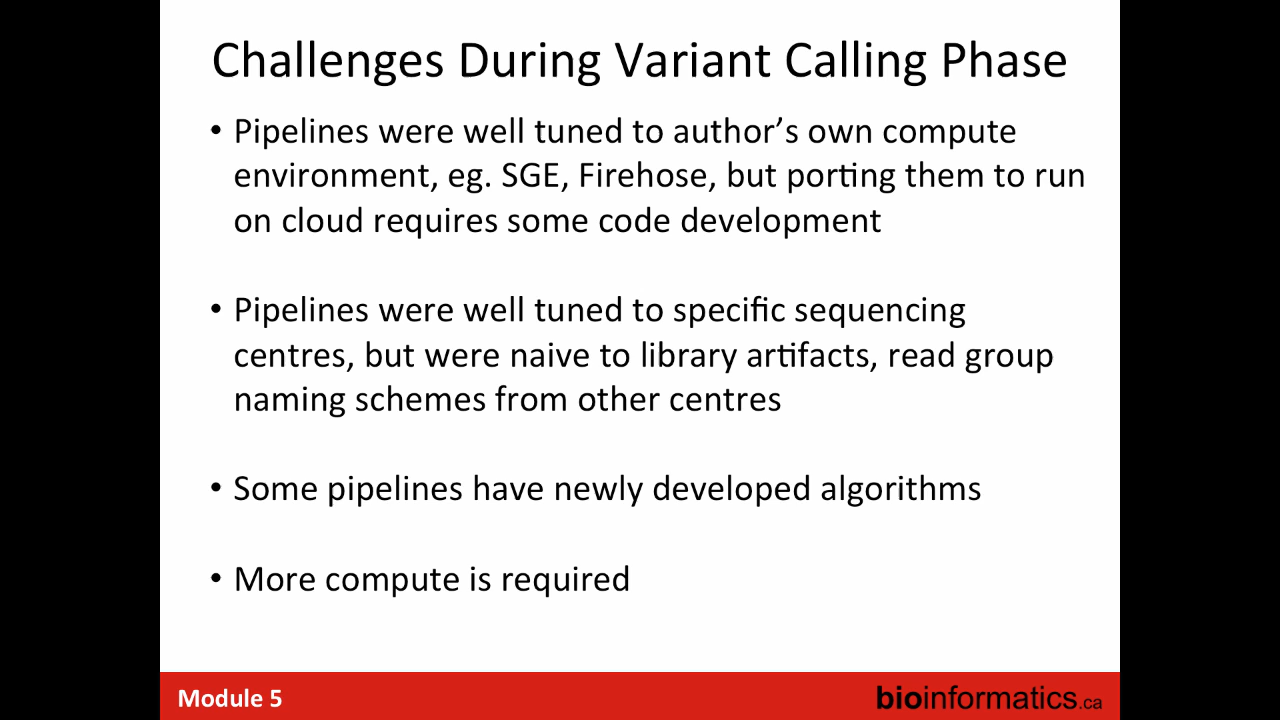 Challenges During Variant Calling Phase
• Pipelines were well tuned to author’s own compute
environment, eg. SGE, Firehose, but porting them to run
on cloud requires some code development
• Pipelines were well tuned to specific sequencing
centres, but were naive to library artifacts, read group
naming schemes from other centres
• Some pipelines have newly developed algorithms
• More compute is required
Module 5
bioinformatics.ca